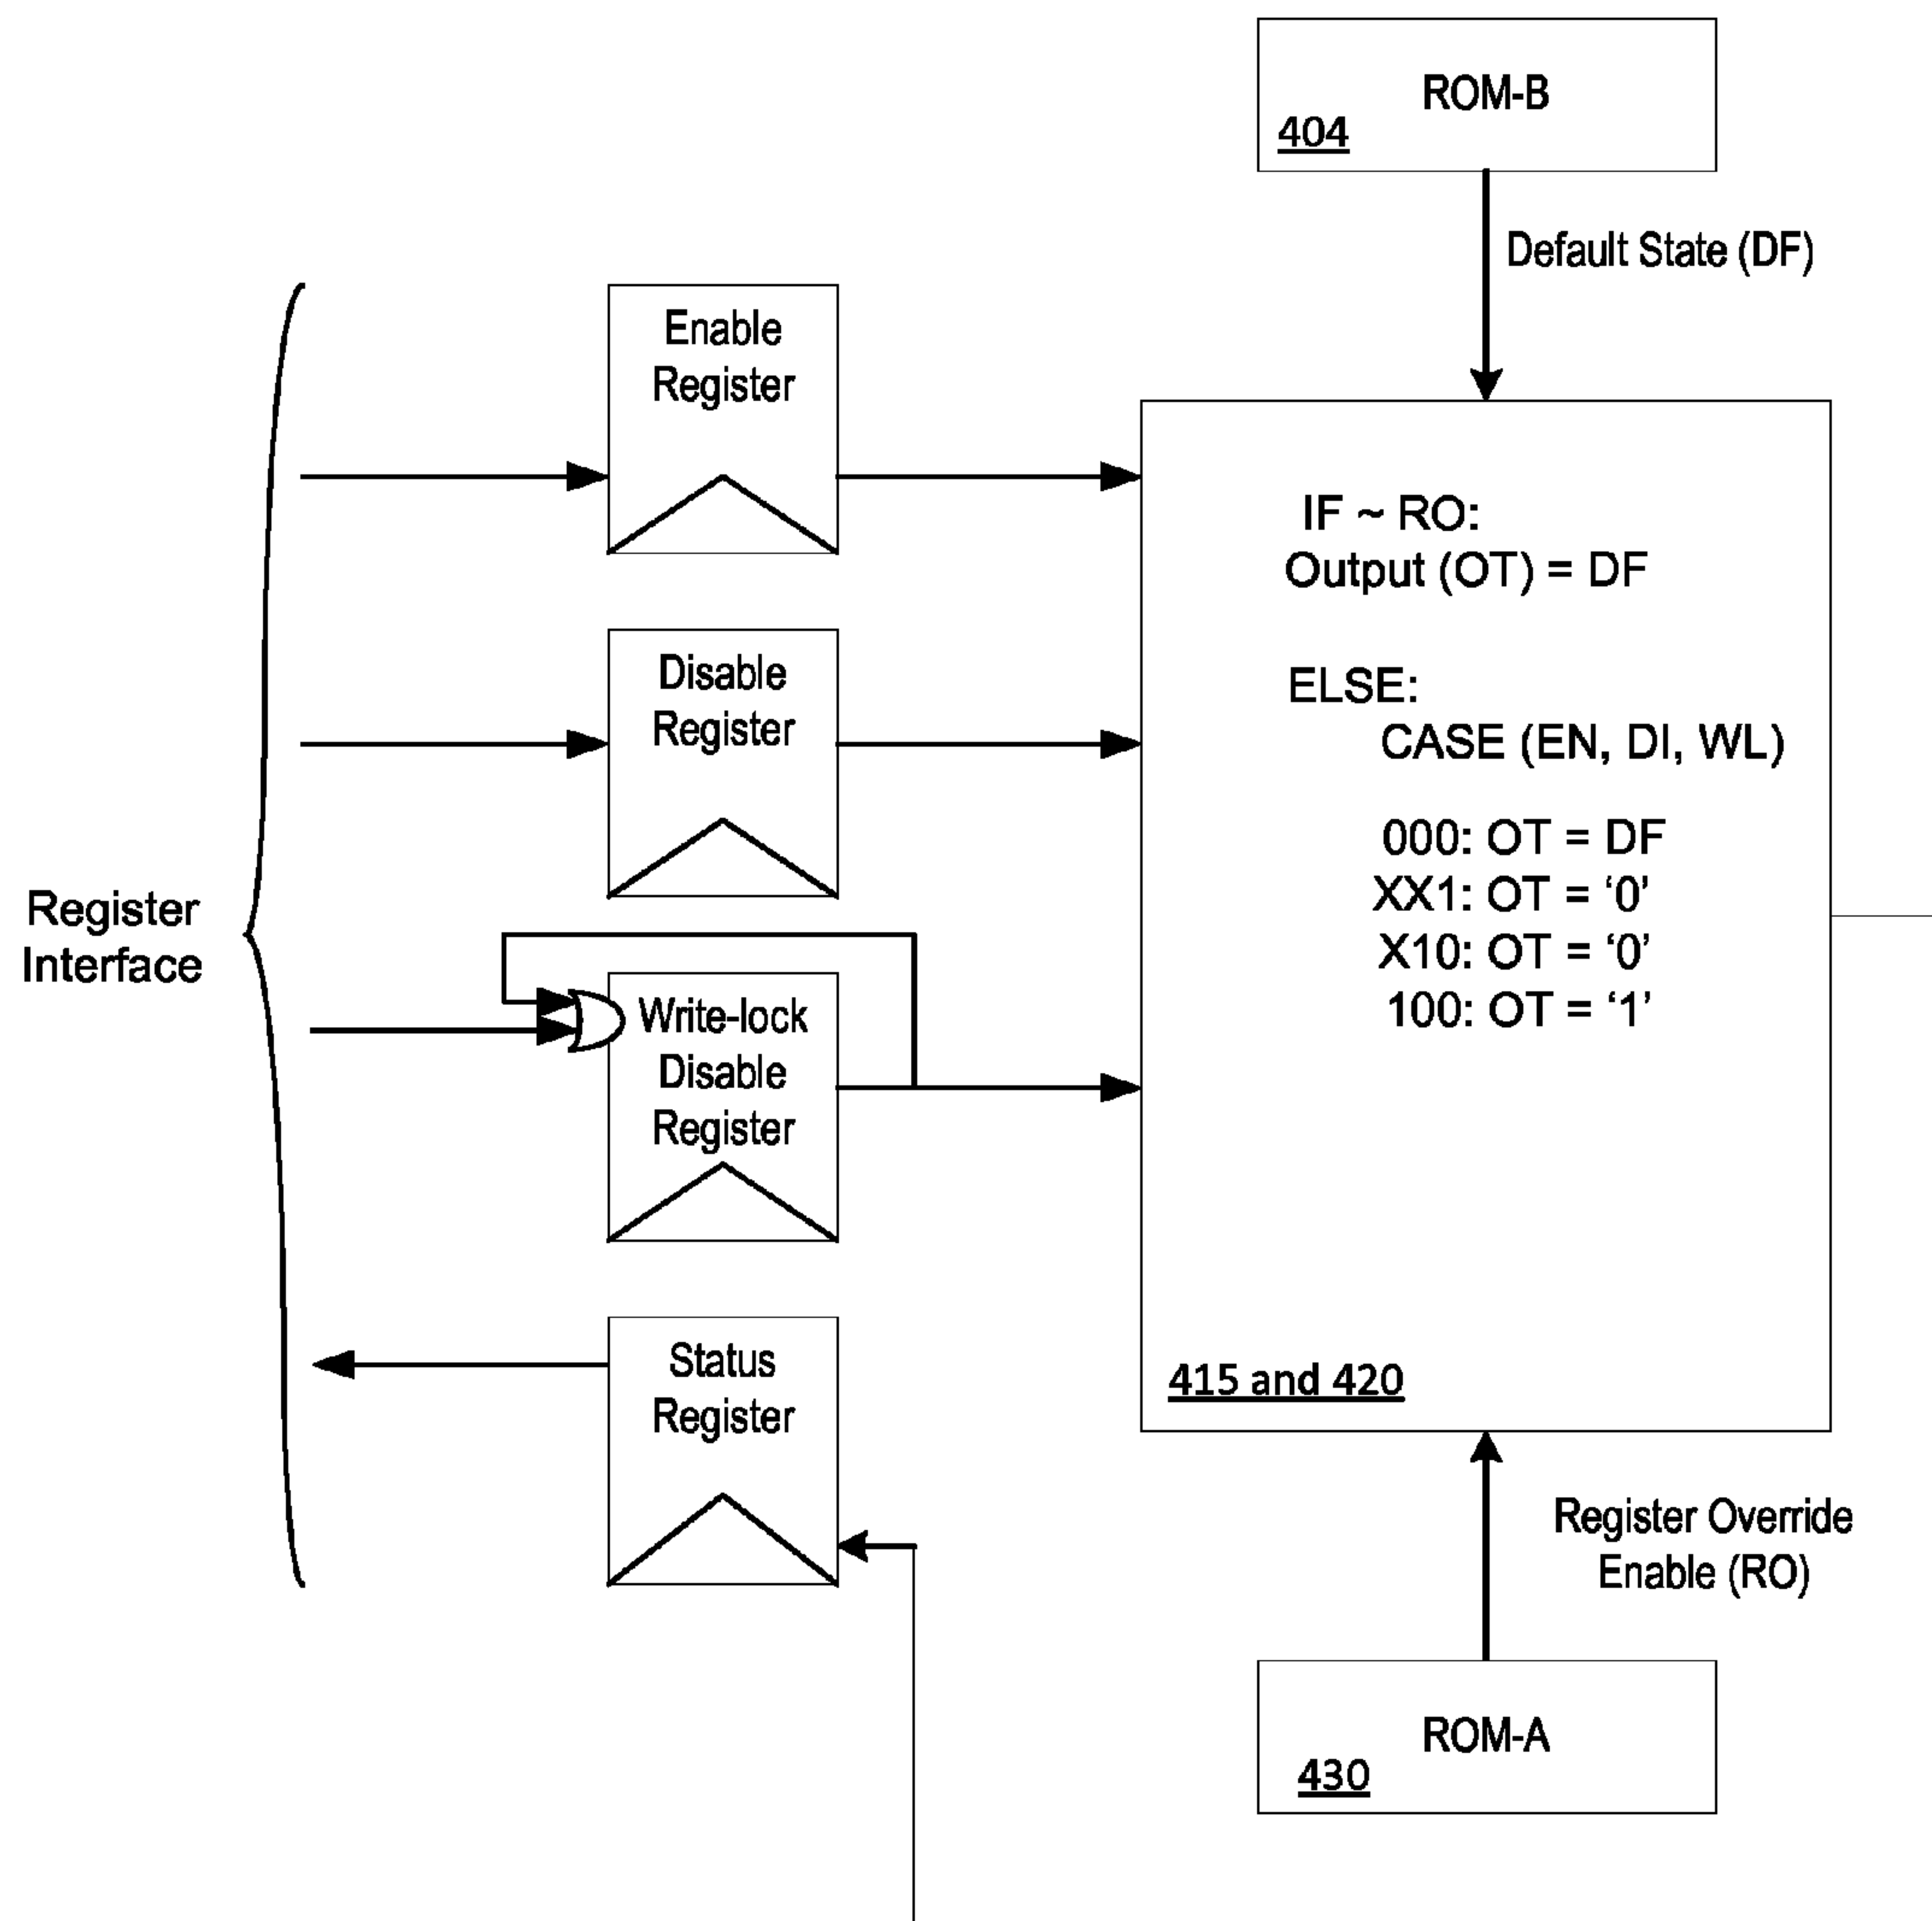 ROM-B
404
Default State (DF)
Enable
Register
Disable
Register
Register
Interface
Write-lock
Disable
Register
Status
Register
IF ~ RO:
Output (OT) = DF
ELSE:
CASE (EN, DI, WL)
000: OT = DF
XX1: OT = ‘0’
X10: OT = ‘0’
100: OT = ‘1’
415 and 420
Register Override
Enable (RO)
ROM-A
430